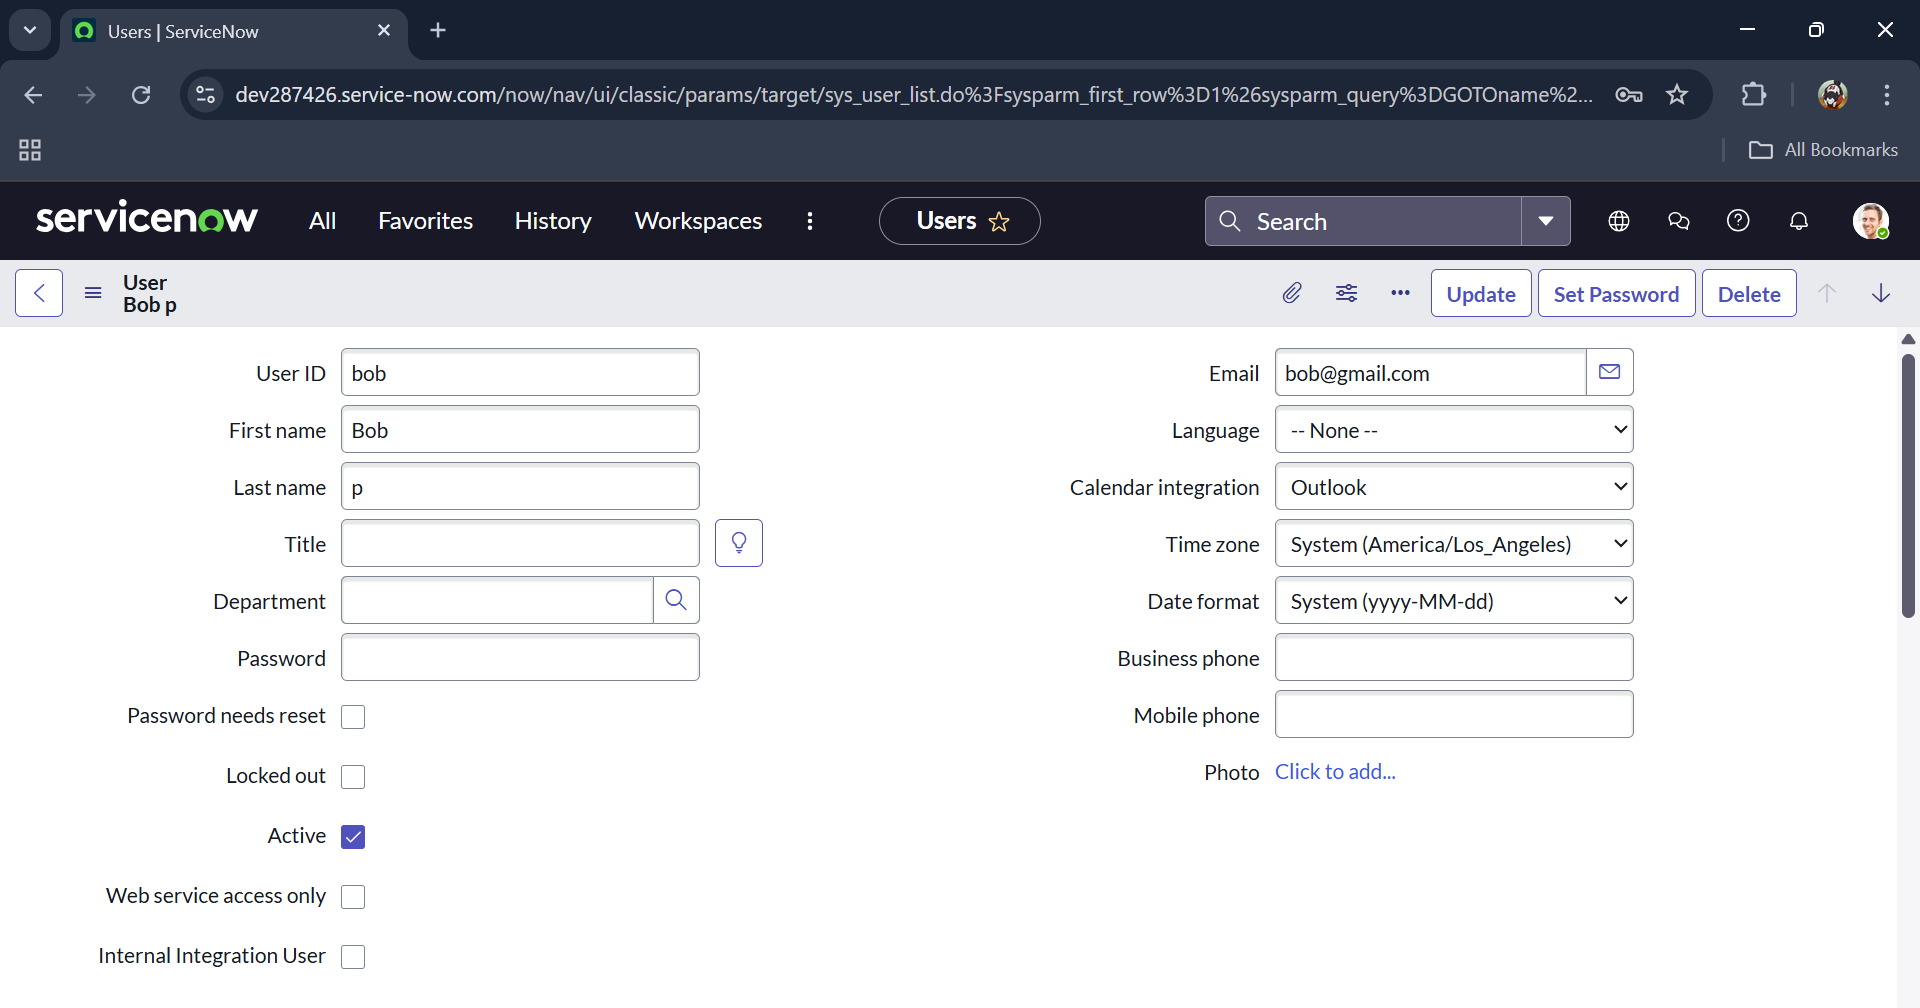 Users | ServiceNow
dev287426.service-now.com/now/nav/ui/classic/params/target/sys_user_list.do%3Fsysparm_first_row%3D1%26sysparm_query%3DGOTOname%2...
All Bookmarks
servicenow
All
Favorites
History
Workspaces
Users
Search
User
Bob p
Update
Set Password
Delete
User ID
bob
First name
Bob
Last name
p
Title
Department
Password
Password needs reset
Locked out
Active
Web service access only
Internal Integration User
Email
bob@gmail.com
Language
-- None --
Calendar integration
Outlook
Time zone
System (America/Los_Angeles)
Date format
System (yyyy-MM-dd)
Business phone
Mobile phone
Photo
Click to add...